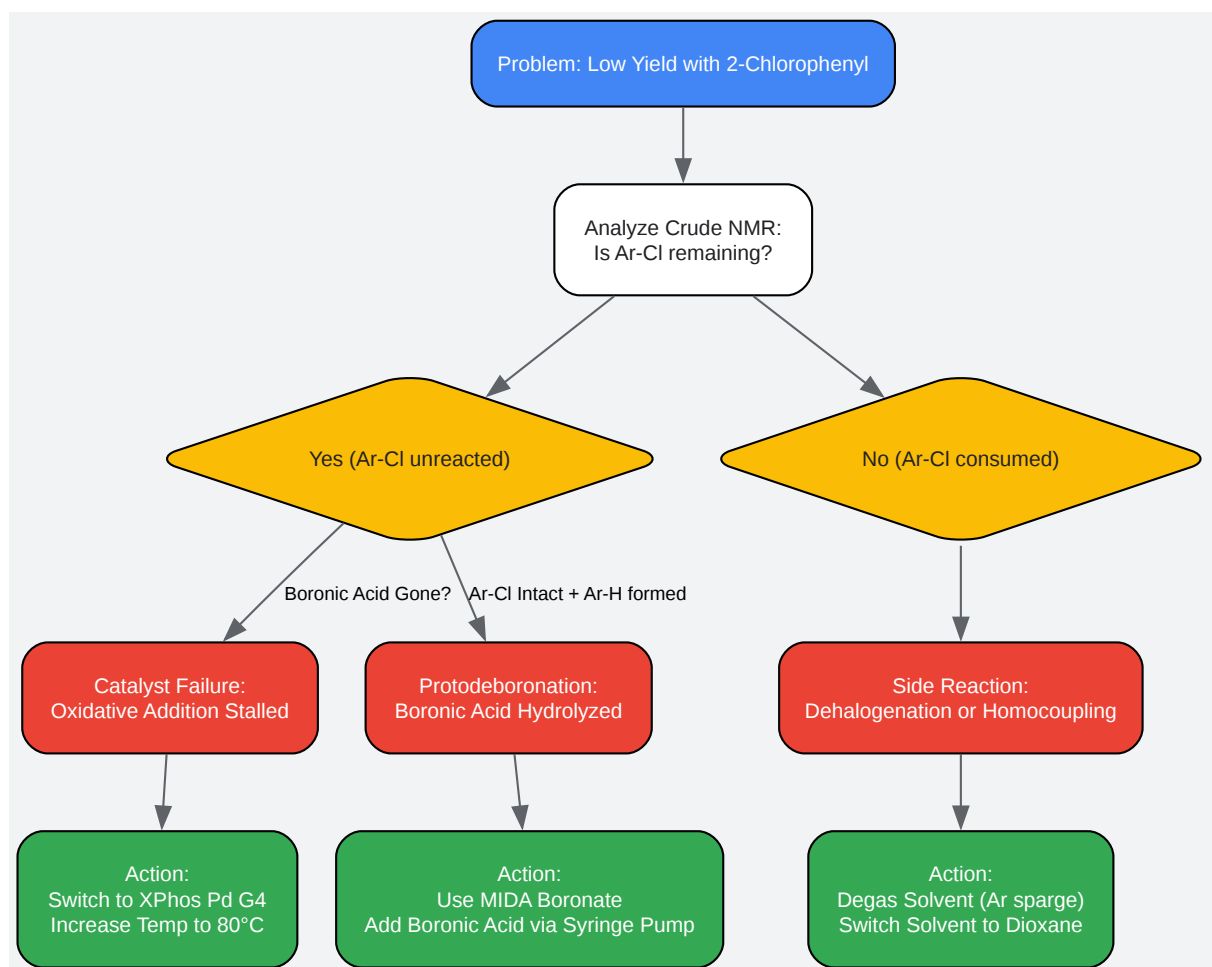 Problem: Low Yield with 2-Chlorophenyl
Analyze Crude NMR:
Is Ar-Cl remaining?
Yes (Ar-Cl unreacted)
No (Ar-Cl consumed)
Boronic Acid Gone?
Ar-Cl Intact + Ar-H formed
Catalyst Failure:
Oxidative Addition Stalled
Protodeboronation:
Boronic Acid Hydrolyzed
Side Reaction:
Dehalogenation or Homocoupling
Action:
Switch to XPhos Pd G4
Increase Temp to 80°C
Action:
Use MIDA Boronate
Add Boronic Acid via Syringe Pump
Action:
Degas Solvent (Ar sparge)
Switch Solvent to Dioxane